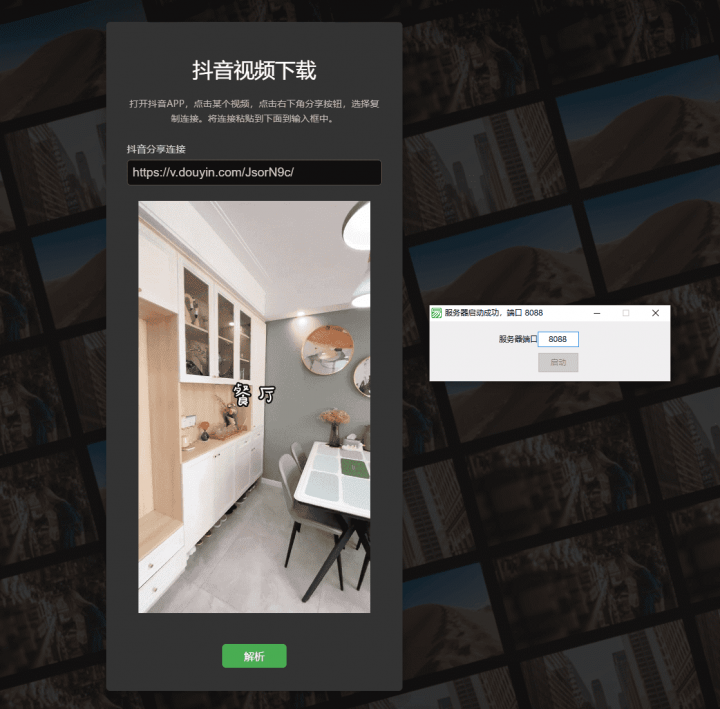 抖音视频下载
打开抖音APP，点击某个视频，点击右下角分享按钮，选择复
制连接。将连接粘贴到下面到输入框中。
抖音分享连接
https://v.douyin.com/JsorN9c/
餐 厅
解析
易 服务器启动成功，端口 8088
服务器端口 8088
启动